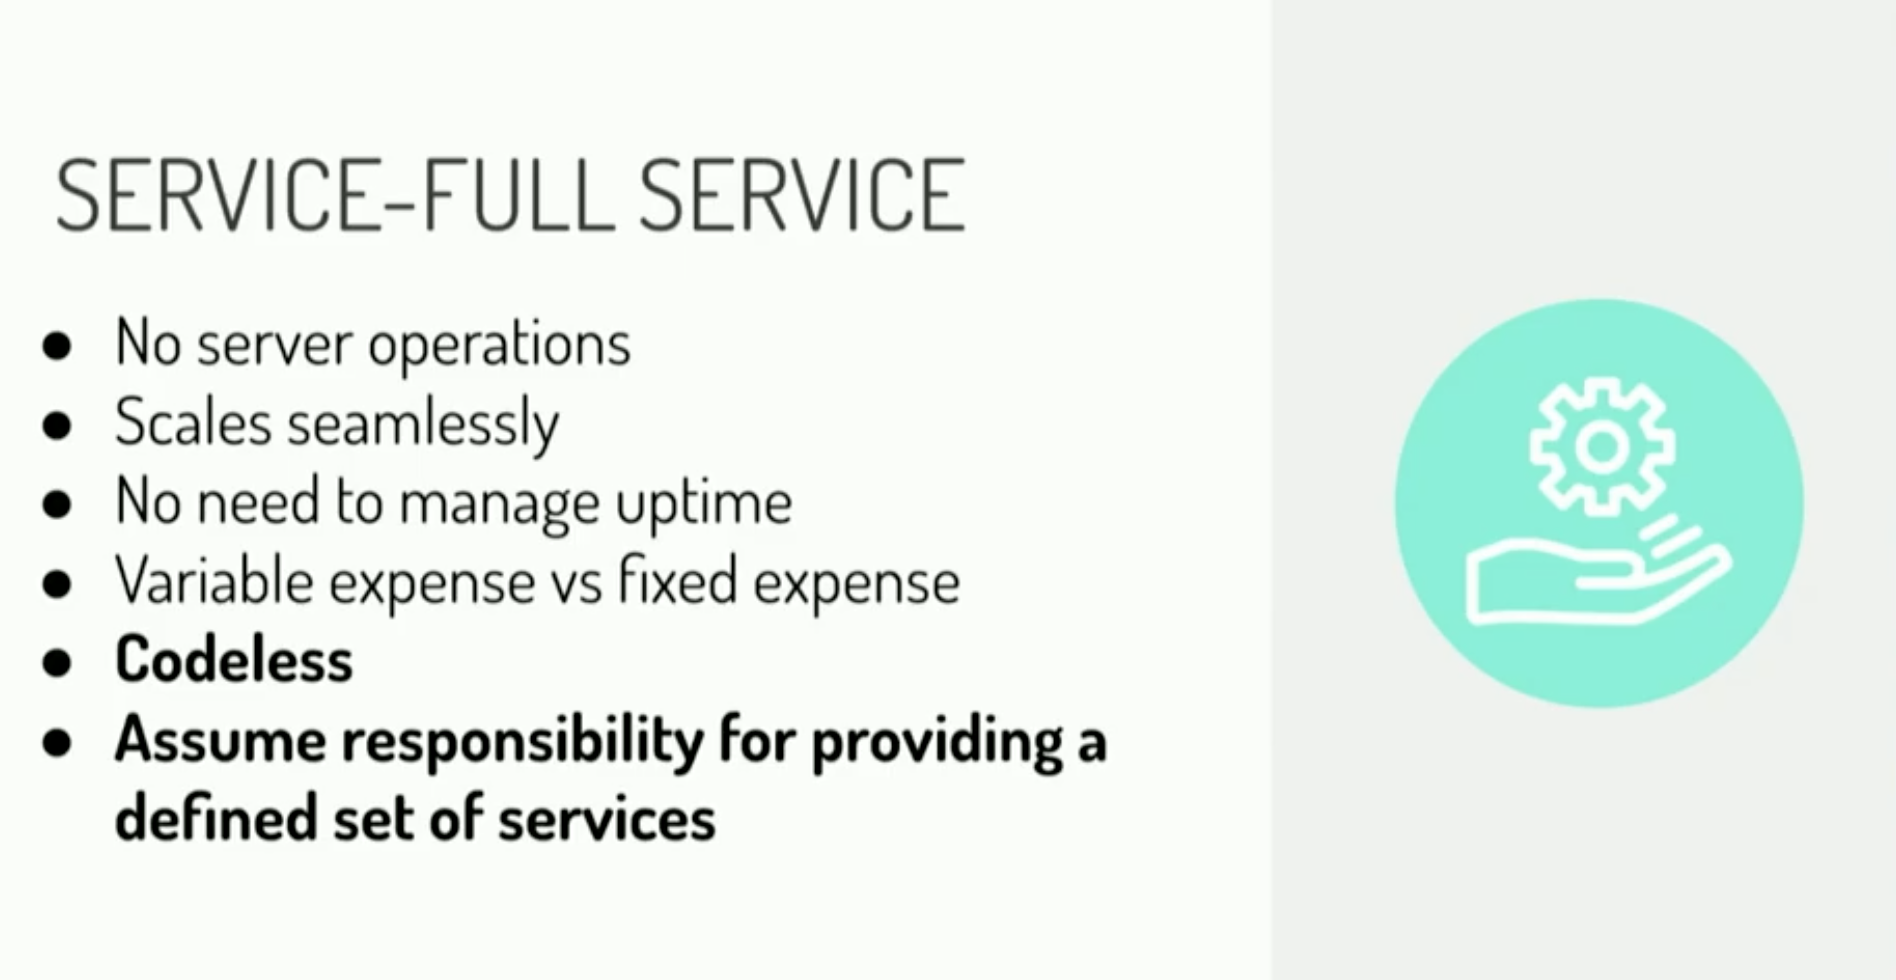 SERVICE-FULL SERVICE
● No server operations
● Scales seamlessly
● No need to manage uptime
● Variable expense vs fixed expense
● Codeless
● Assume responsibility for providing a
defined set of services